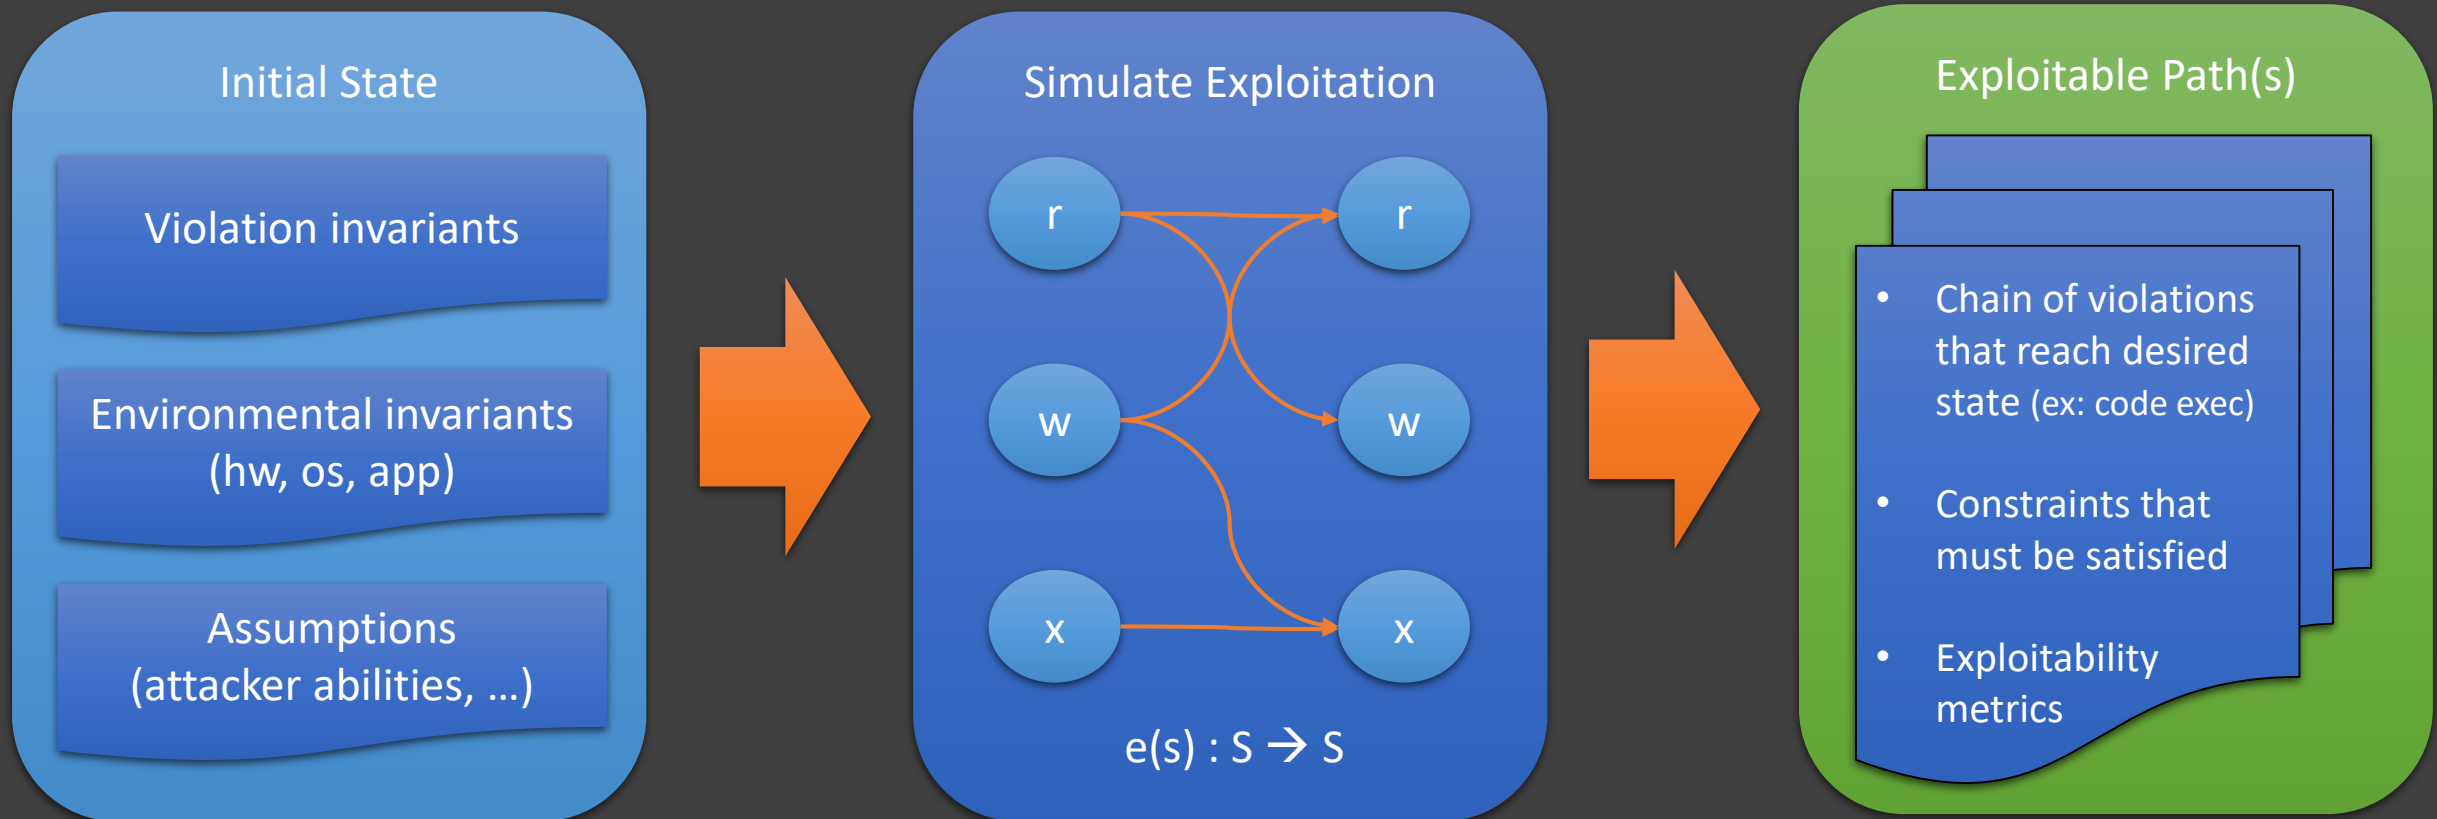 Initial State
Violation invariants
Environmental invariants
(hw, os, app)
Assumptions
(attacker abilities, …)
Simulate Exploitation
r
r
w
w
x
x
e(s) : S → S
Exploitable Path(s)
• Chain of violations
that reach desired
state (ex: code exec)
• Constraints that
must be satisfied
• Exploitability
metrics